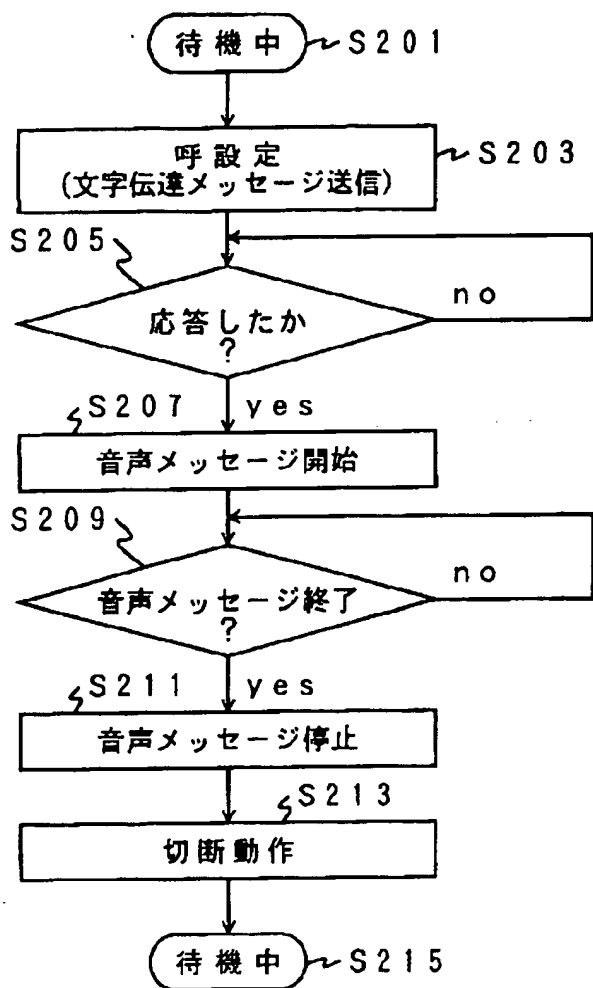 待機中 S201
呼設定 S203
(文字伝達メッセージ送信)
S205
応答したか no
?
S207 yes
音声メッセージ開始
S209
音声メッセージ終了 no
?
S211 yes
音声メッセージ停止
S213
切断動作
待機中 S215